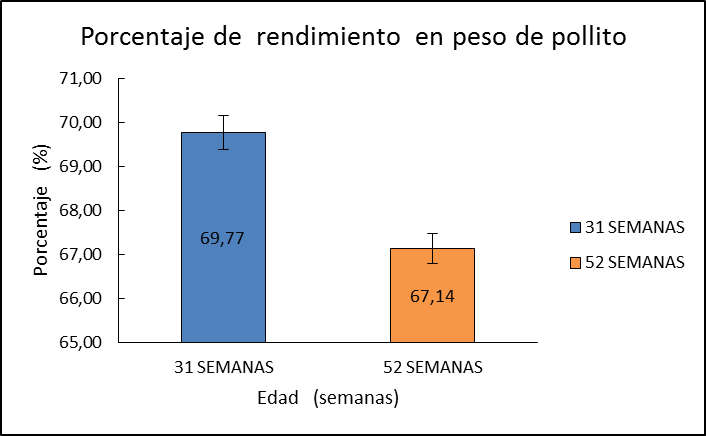 Porcentaje de rendimiento en peso de pollito
71,00
70,00
69,00
68,00
67,00
66,00
65,00
Porcentaje (%)
69,77
67,14
31 SEMANAS
52 SEMANAS
Edad (semanas)
31 SEMANAS
52 SEMANAS